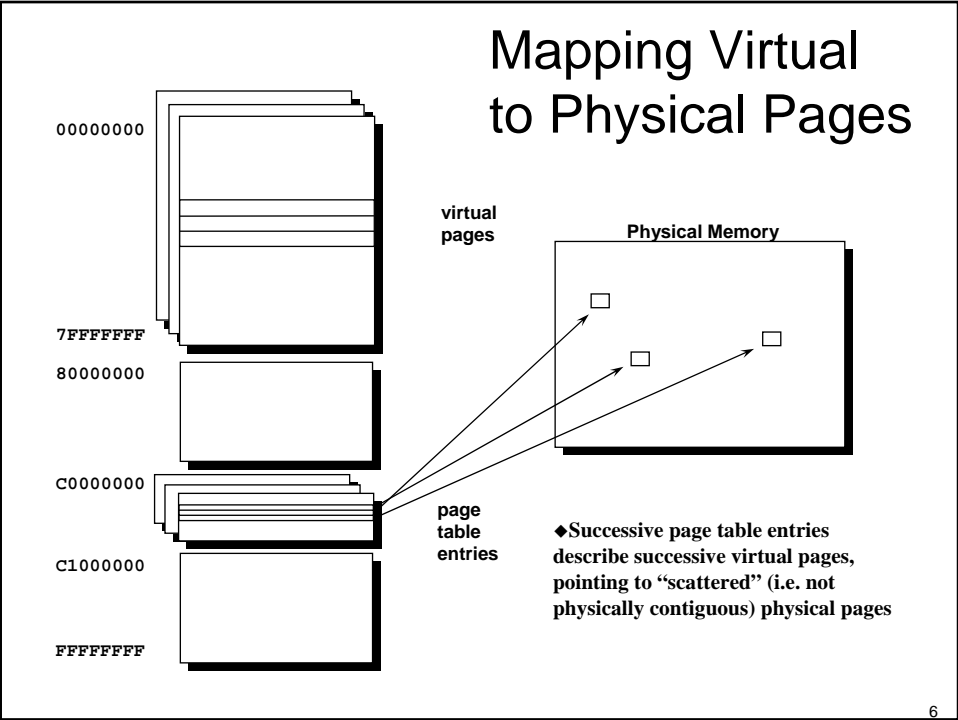 Mapping Virtual
to Physical Pages
00000000
virtual
pages
Physical Memory
7FFFFFFF
80000000
C0000000
page
table
entries
◆Successive page table entries
describe successive virtual pages,
pointing to “scattered” (i.e. not
physically contiguous) physical pages
C1000000
FFFFFFFF
6